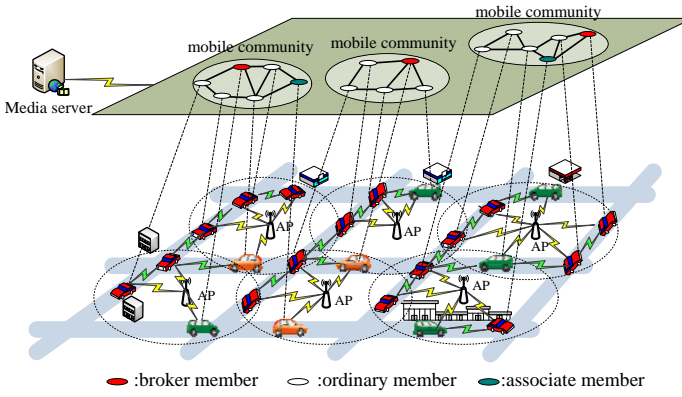 mobile community
mobile community
mobile community
Media server
AP
AP
AP
AP
AP
AP
:broker member
:ordinary member
:associate member